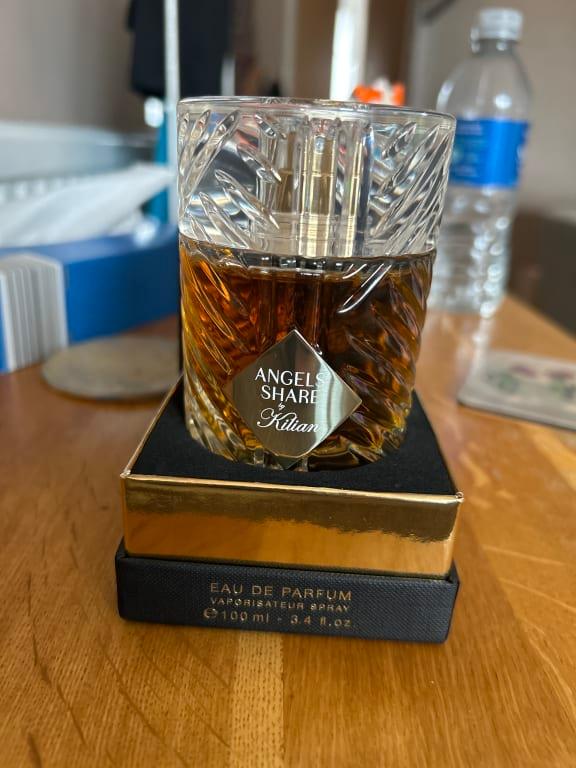 ANGELS'
SHARE
by
Kilian
EAU DE PARFUM
VAPORISATEUR SPRAY
℮100 ml - 3.4 fl.oz.